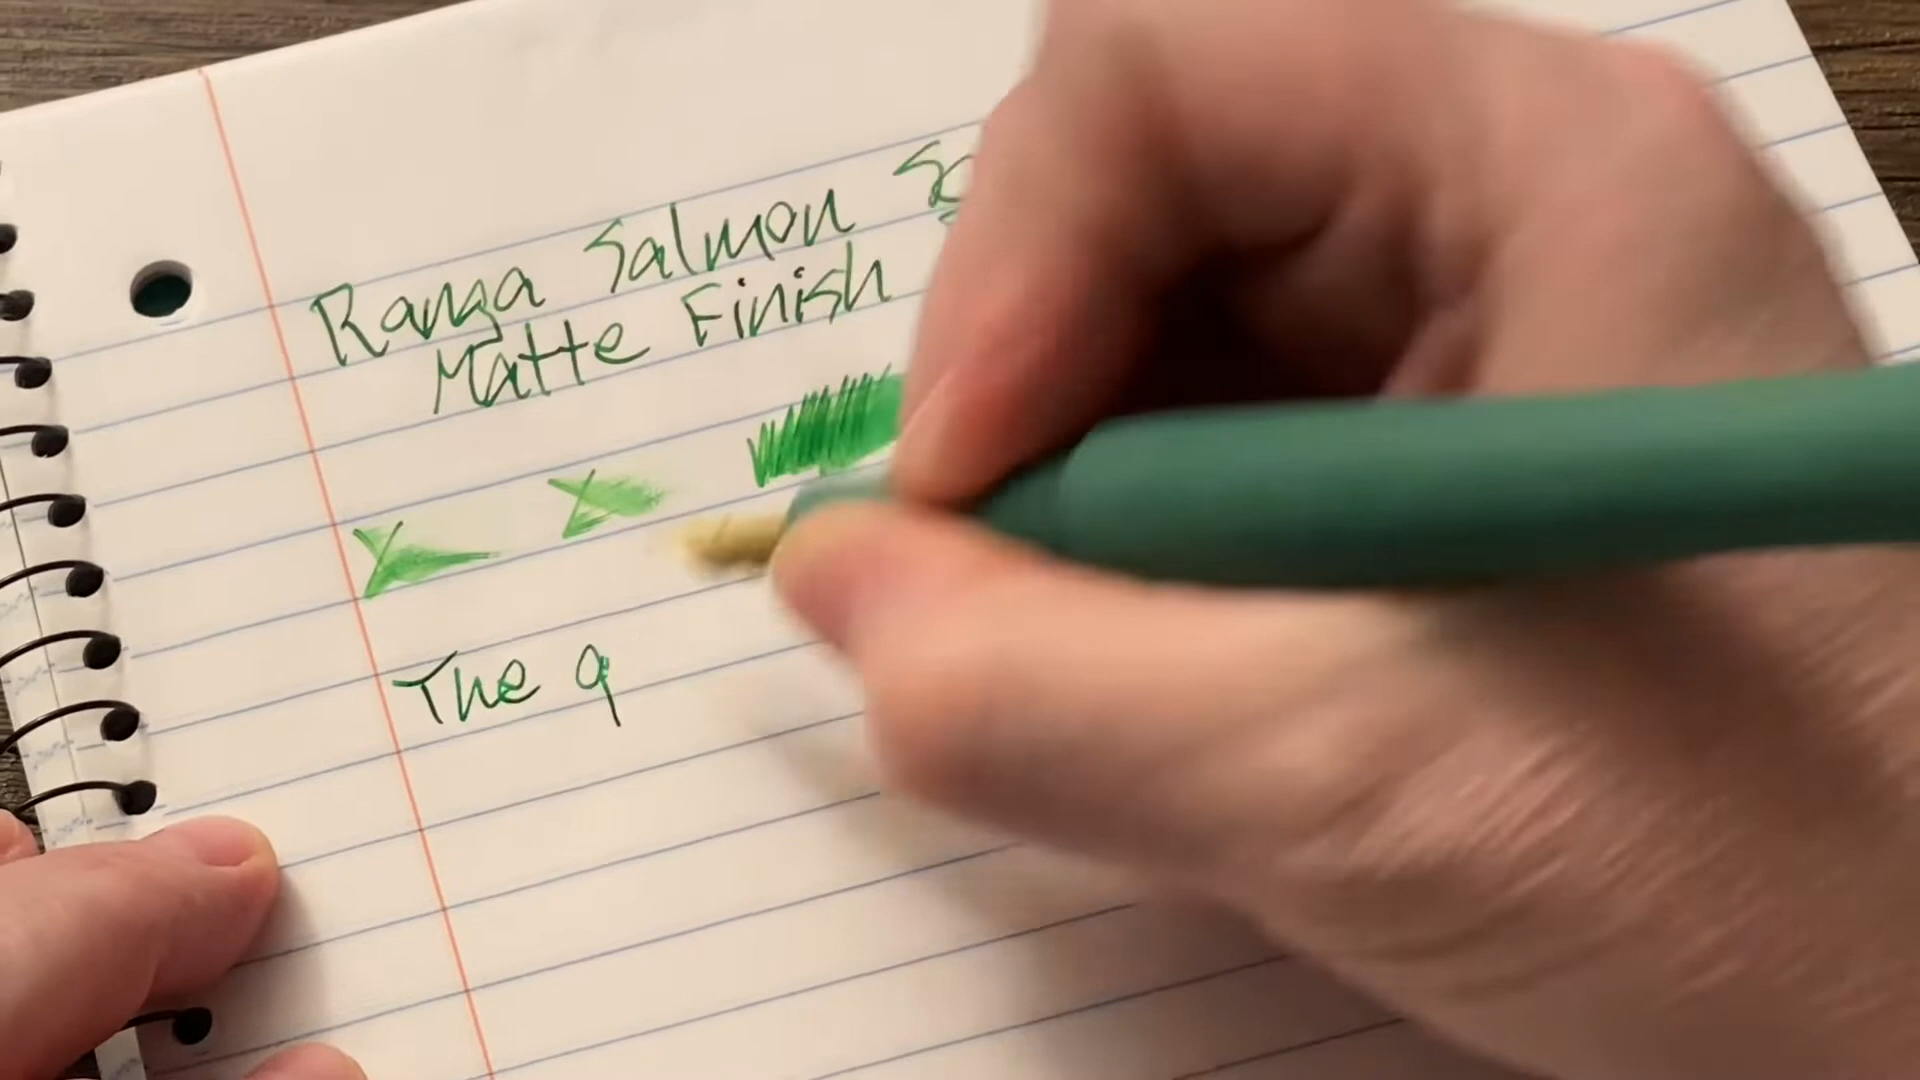 Ranga Salmon
Matte Finish
x x
The q